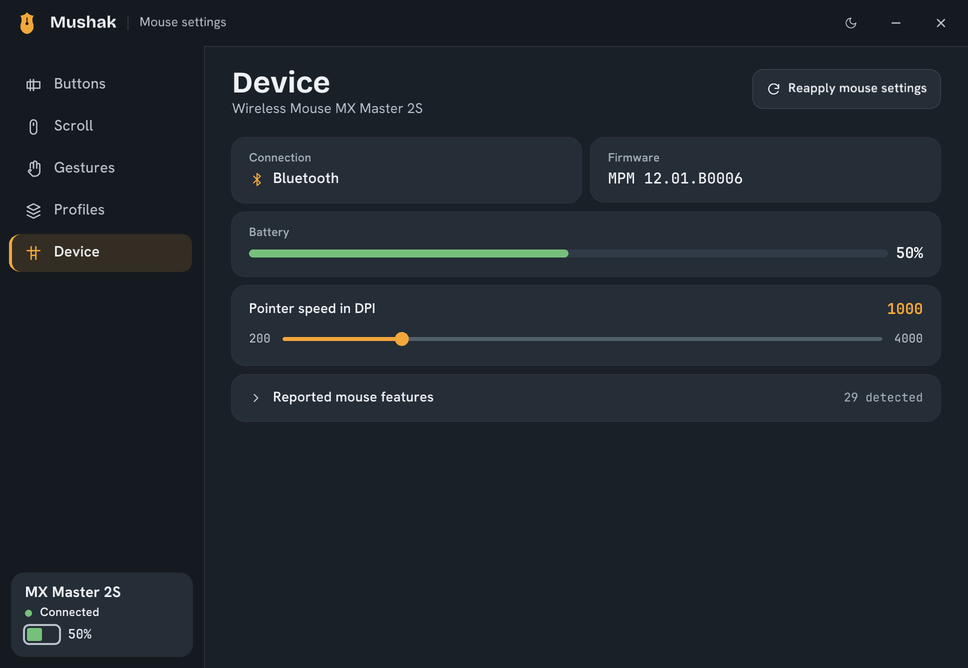 Mushak
Mouse settings
Buttons
Scroll
Gestures
Profiles
Device
MX Master 2S
Connected
50%
Device
Wireless Mouse MX Master 2S
Reapply mouse settings
Connection
Bluetooth
Firmware
MPM 12.01.B0006
Battery
50%
Pointer speed in DPI
1000
200
4000
Reported mouse features
29 detected